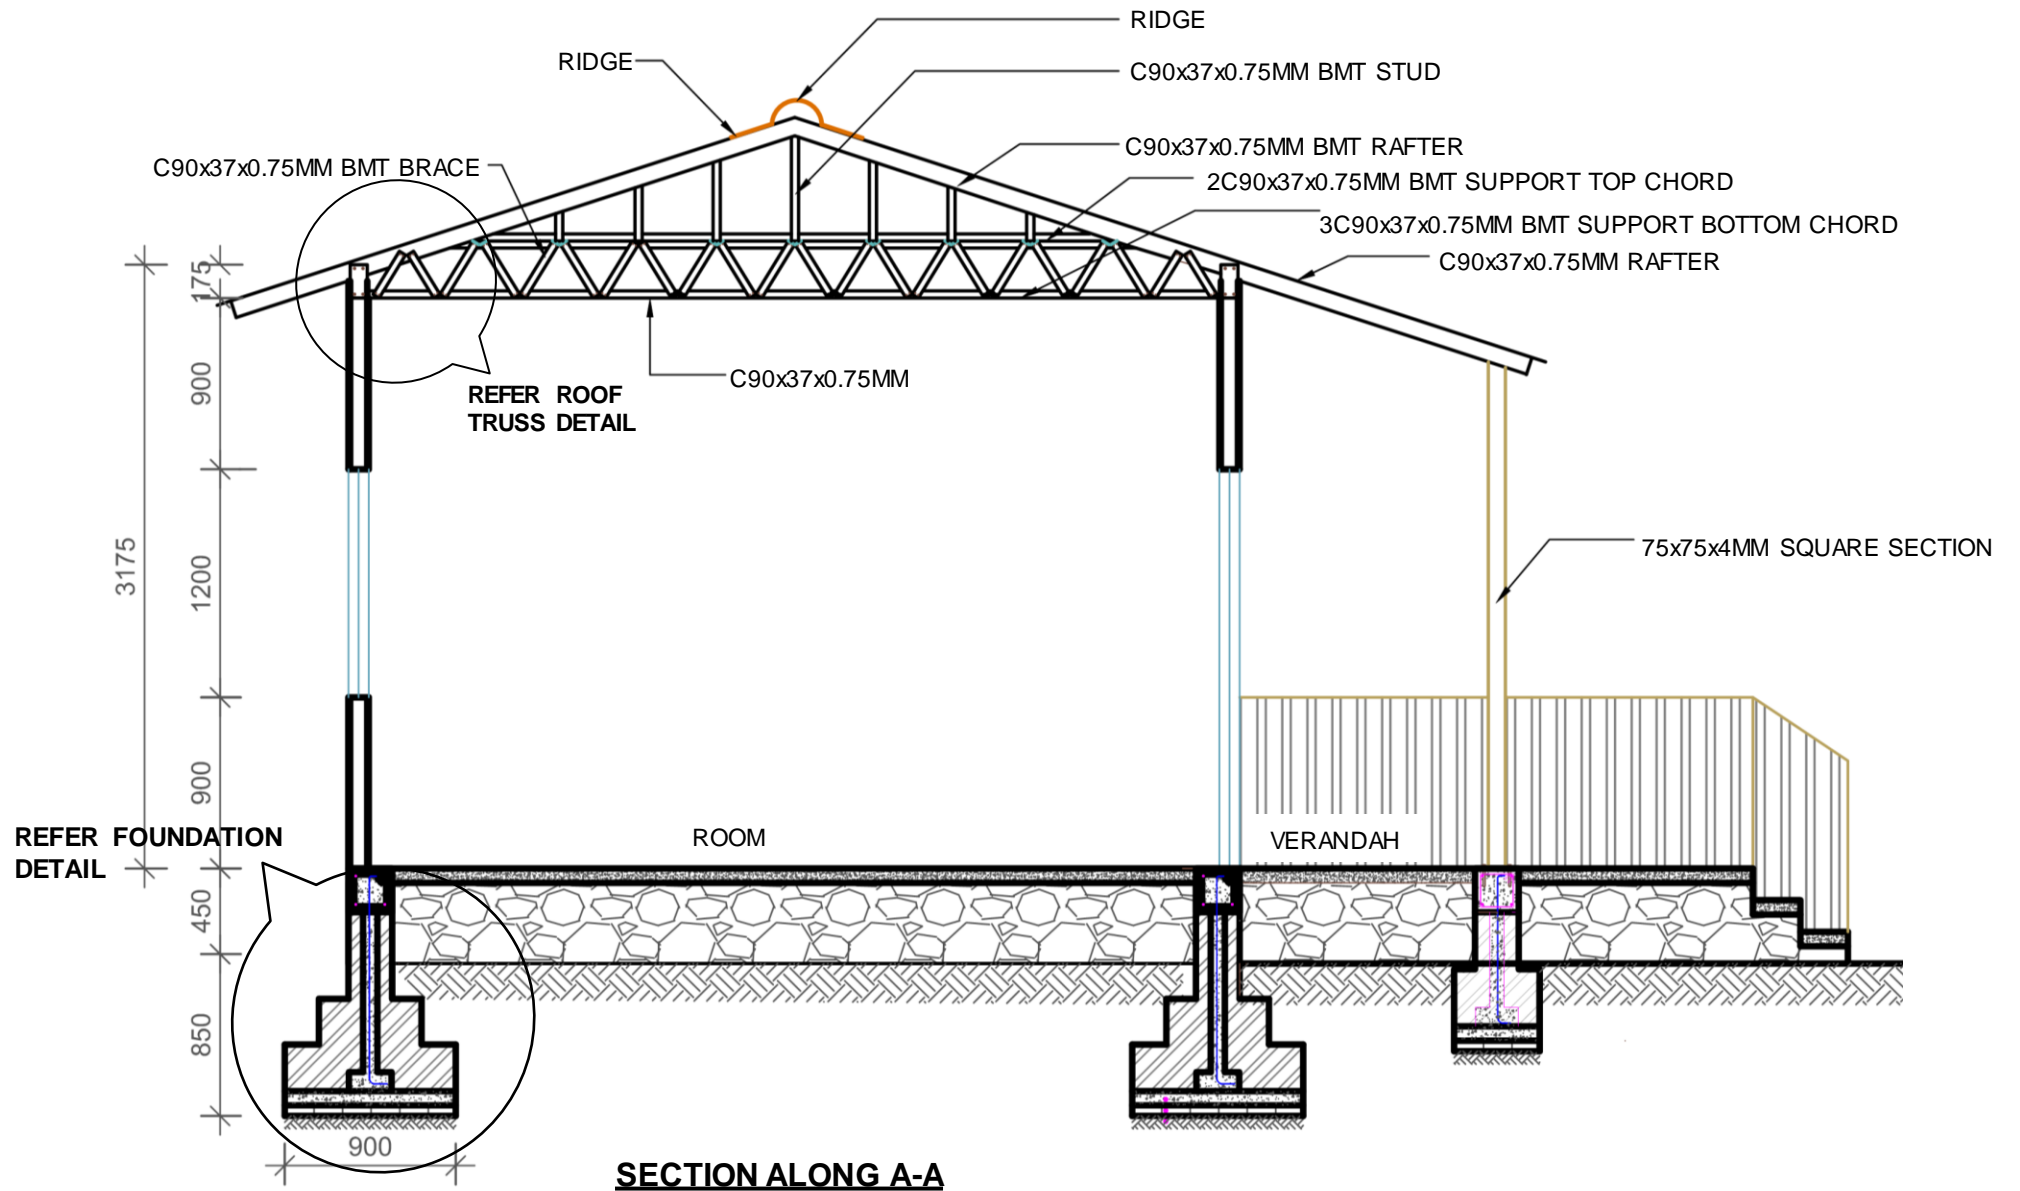 RIDGE
RIDGE
C90x37x0.75MM BMT STUD
C90x37x0.75MM BMT RAFTER
C90x37x0.75MM BMT BRACE
2C90x37x0.75MM BMT SUPPORT TOP CHORD
3C90x37x0.75MM BMT SUPPORT BOTTOM CHORD
C90x37x0.75MM RAFTER
175
900
C90x37x0.75MM
REFER ROOF
TRUSS DETAIL
3175
1200
75x75x4MM SQUARE SECTION
900
REFER FOUNDATION
DETAIL
ROOM
VERANDAH
450
850
900
SECTION ALONG A-A